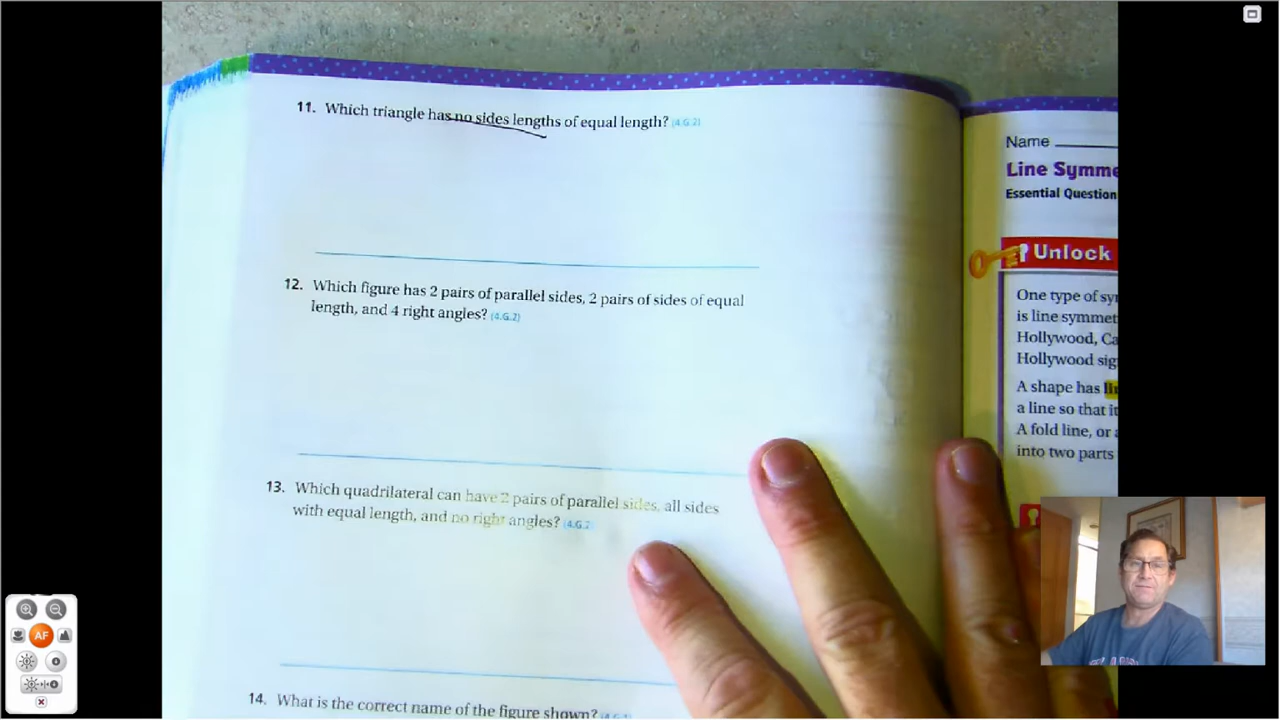 11. Which triangle has no sides lengths of equal length? (4.G.2)
12. Which figure has 2 pairs of parallel sides, 2 pairs of sides of equal
length, and 4 right angles? (4.G.2)
13. Which quadrilateral can have 2 pairs of parallel sides, all sides
with equal length, and no right angles? (4.G.2)
14. What is the correct name of the figure shown?
Name
Line Symme
Essential Question
Unlock
One type of sy
is line symmet
Hollywood, Ca
Hollywood sig
A shape has li
a line so that it
A fold line, or a
into two parts
AF